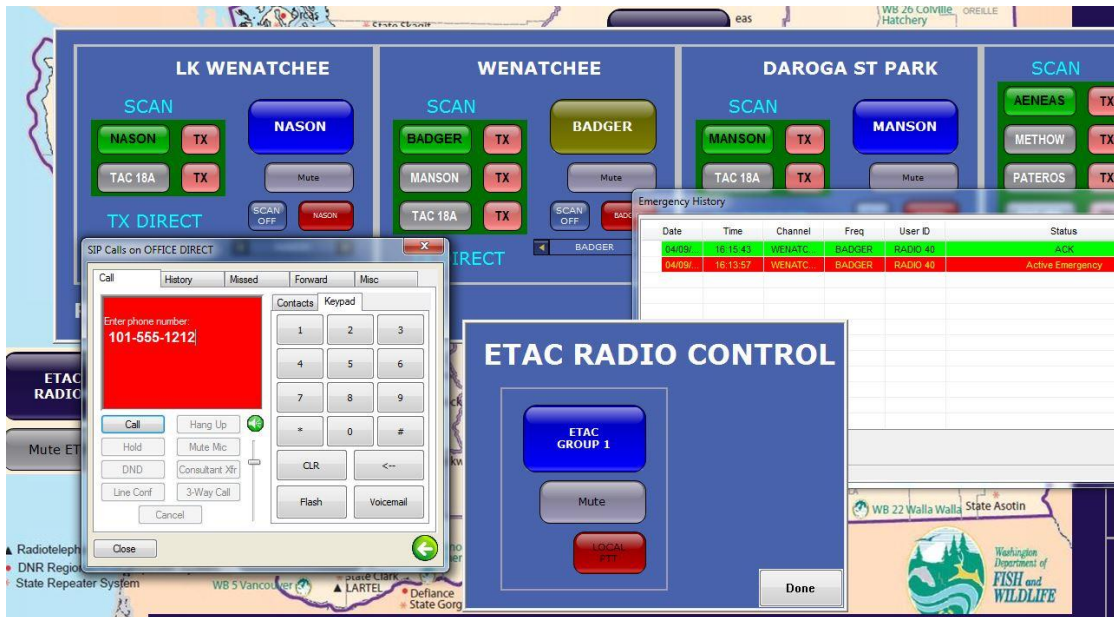 Orcas
State Skagit
eas
WB 26 Colville
Hatchery
OREILLE
LK WENATCHEE
SCAN
NASON
TX
NASON
TAC 18A
TX
Mute
TX DIRECT
SCAN
OFF
NASON
WENATCHEE
SCAN
BADGER
TX
BADGER
MANSON
TX
Mute
TAC 18A
TX
SCAN
OFF
BADGER
IRECT
DAROGA ST PARK
SCAN
MANSON
TX
MANSON
TAC 18A
TX
Mute
SCAN
AENEAS
TX
METHOW
TX
PATEROS
TX
Emergency History
Date Time Channel Freq User ID Status
04/09/... 16:15:43 WENATC... BADGER RADIO 40 ACK
04/09/... 16:13:57 WENATC... BADGER RADIO 40 Active Emergency
SIP Calls on OFFICE DIRECT
Call History Missed Forward Misc
Contacts Keypad
Enter phone number:
101-555-1212
1 2 3
4 5 6
7 8 9
* 0 #
CLR <--
Flash Voicemail
Call Hang Up
Hold Mute Mic
DND Consultant Xfr
Line Conf 3-Way Call
Cancel
Close
ETAC
RADIO
Mute ET
ETAC RADIO CONTROL
ETAC
GROUP 1
Mute
LOCAL
PTT
Done
Radioteleph
DNR Regio
State Repeater System
WB 5 Vancouver
State Clark
LARTEL
Defiance
State Gorg
WB 22 Walla Walla
State Asotin
Washington
Department of
FISH and
WILDLIFE